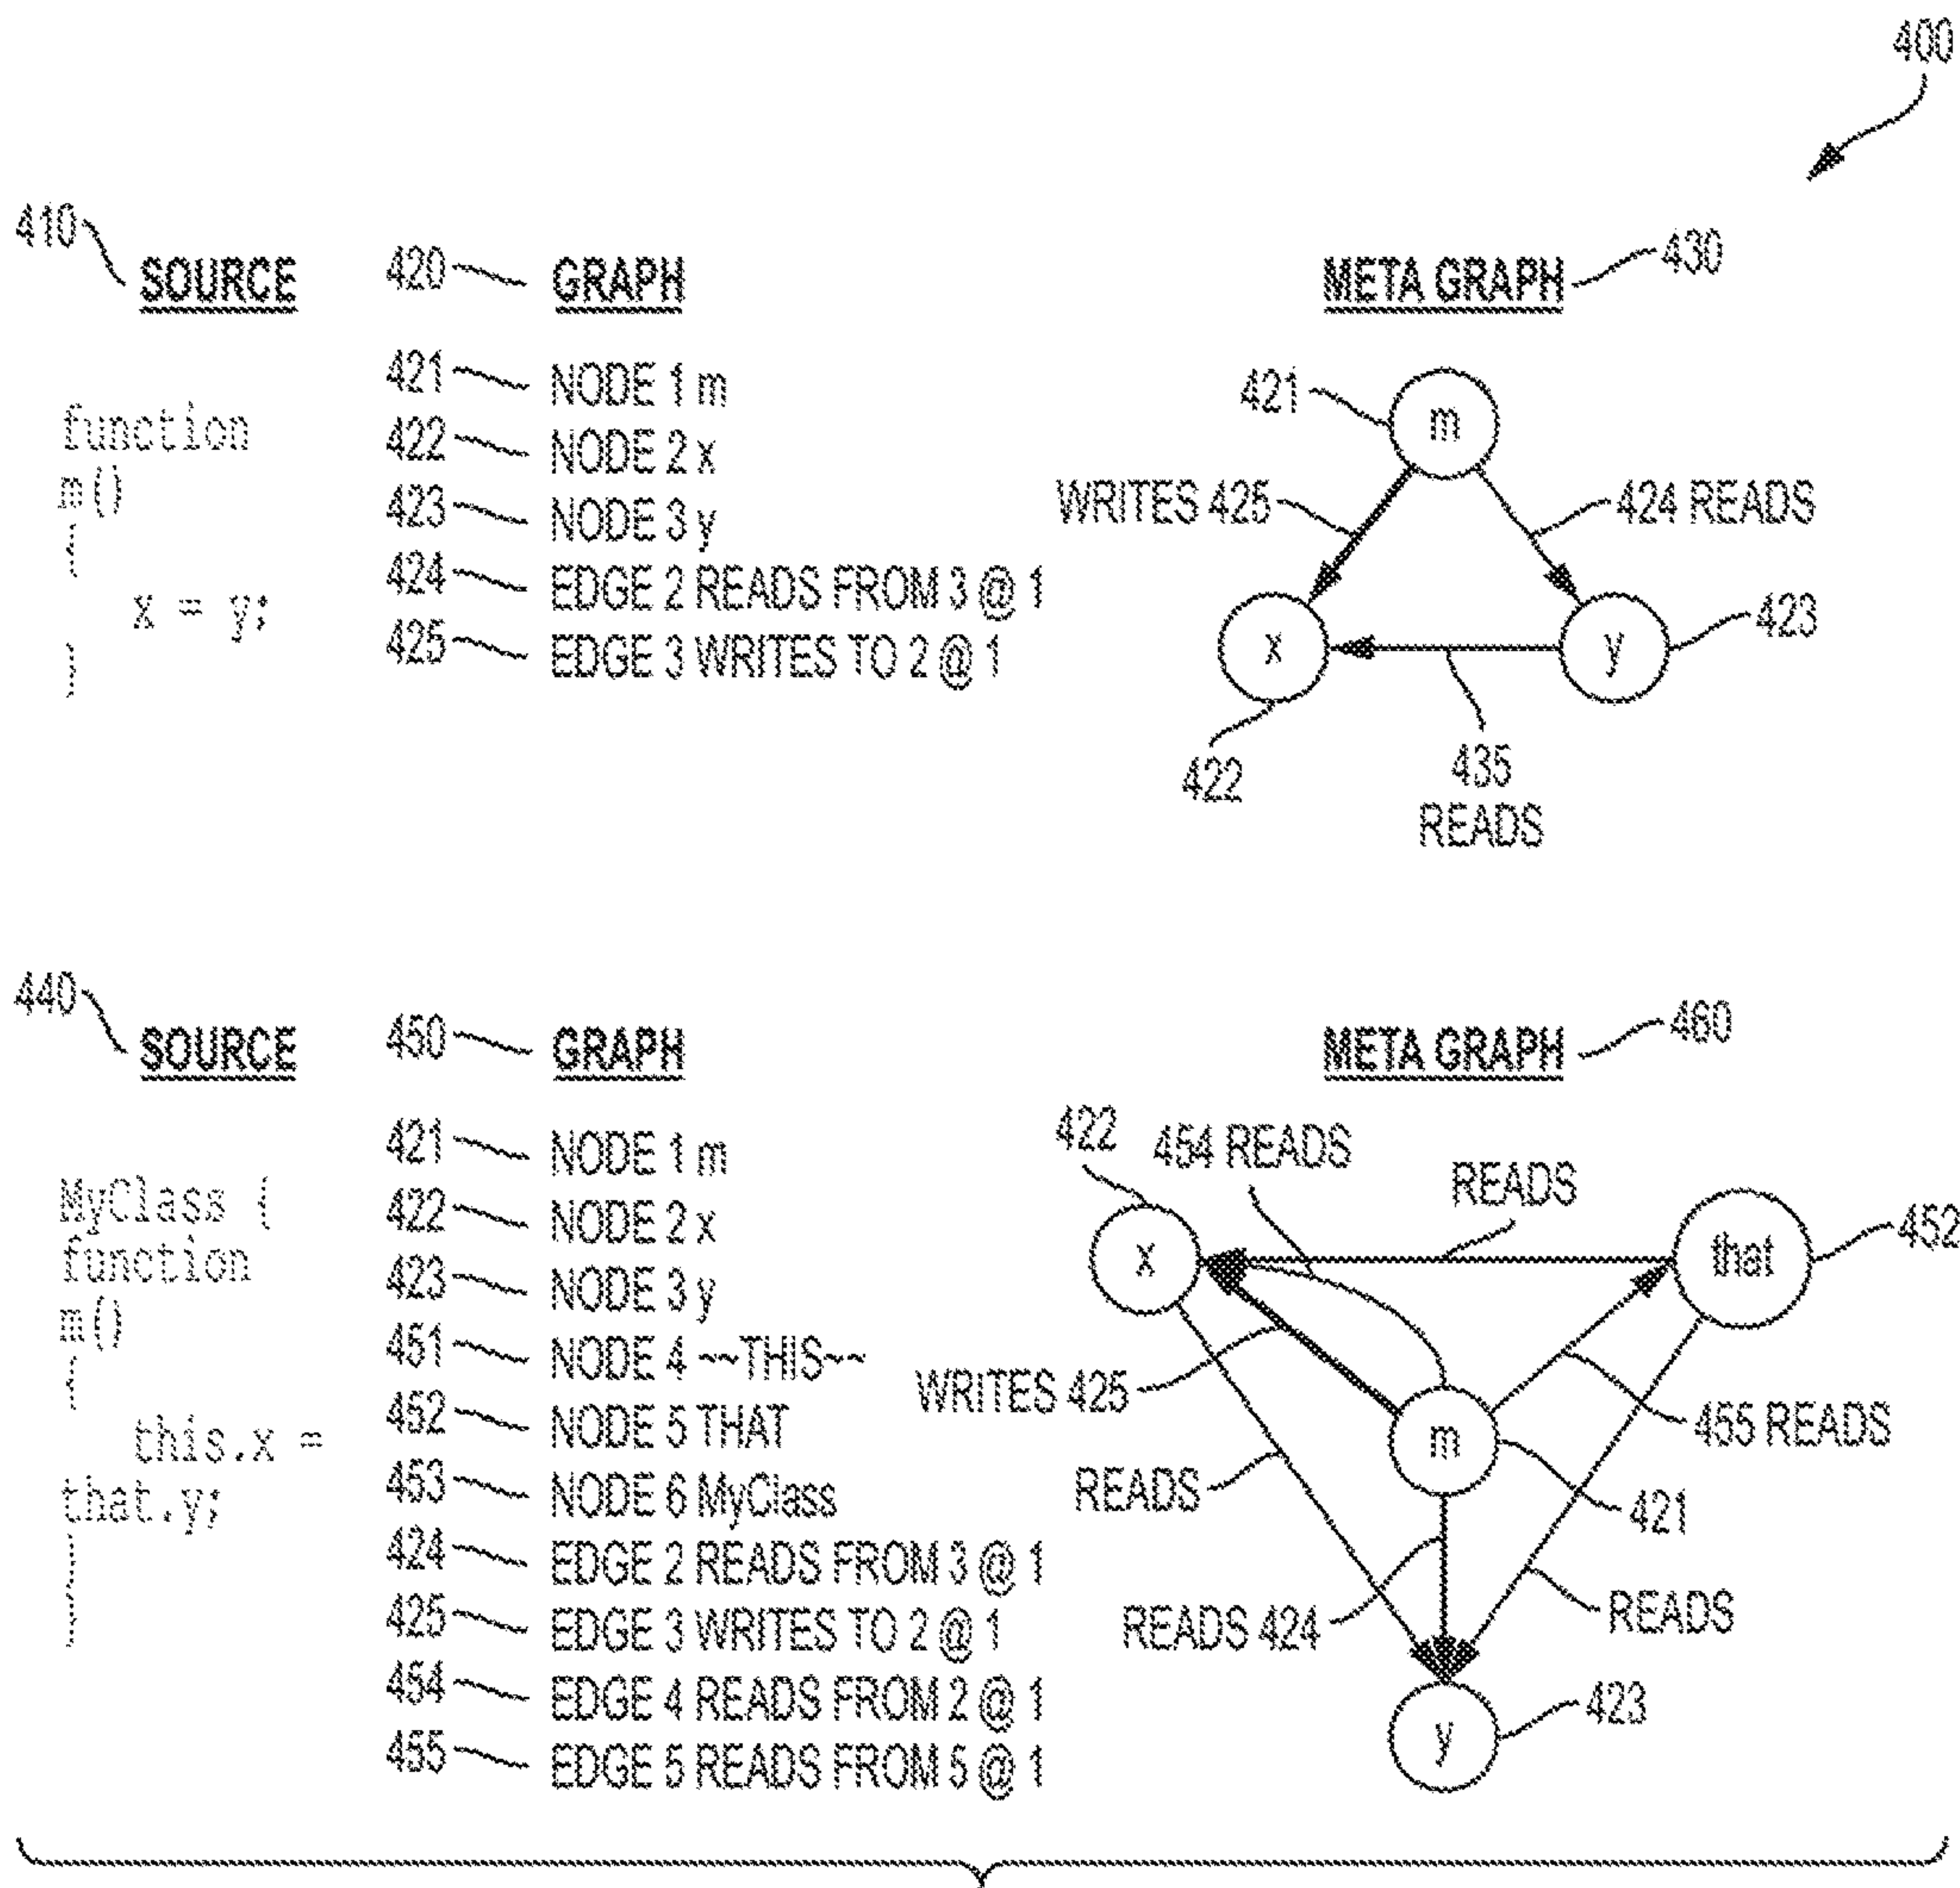 400
410 SOURCE 420 GRAPH META GRAPH 430
function
m()
{
x = y;
}
421 NODE 1 m
422 NODE 2 x
423 NODE 3 y
424 EDGE 2 READS FROM 3 @ 1
425 EDGE 3 WRITES TO 2 @ 1
421 m
WRITES 425 424 READS
x y 423
422 435
READS
440 SOURCE 450 GRAPH META GRAPH 460
MyClass {
function
m()
{
this.x =
that.y;
}
}
421 NODE 1 m
422 NODE 2 x
423 NODE 3 y
451 NODE 4 ~~THIS~~
452 NODE 5 THAT
453 NODE 6 MyClass
424 EDGE 2 READS FROM 3 @ 1
425 EDGE 3 WRITES TO 2 @ 1
454 EDGE 4 READS FROM 2 @ 1
455 EDGE 5 READS FROM 5 @ 1
422 454 READS READS
x that 452
WRITES 425 m 455 READS
READS 421
READS 424 READS
y 423